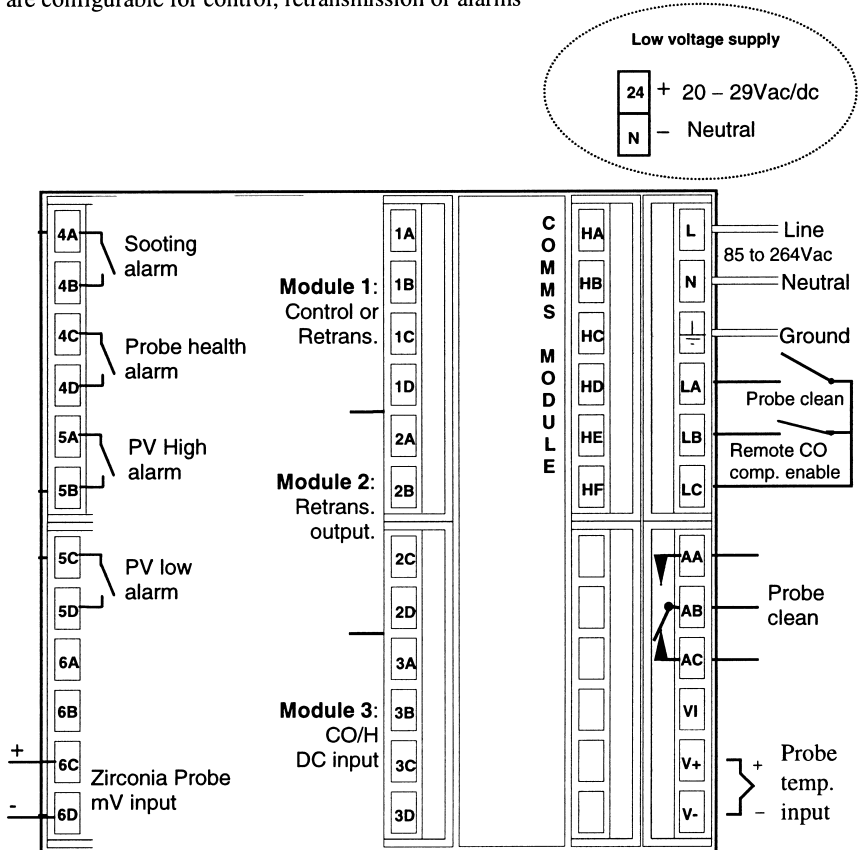 are configurable for control, retransmission or alarms
Low voltage supply
24 + 20 – 29Vac/dc
N – Neutral
4A
4B
Sooting
alarm
4C
4D
Probe health
alarm
5A
5B
PV High
alarm
5C
5D
PV low
alarm
6A
6B
+ 6C
- 6D
Zirconia Probe
mV input
Module 1:
Control or
Retrans.
Module 2:
Retrans.
output.
Module 3:
CO/H
DC input
1A
1B
1C
1D
2A
2B
2C
2D
3A
3B
3C
3D
COMMS MODULE
HA
HB
HC
HD
HE
HF
L Line
85 to 264Vac
N Neutral
Ground
LA
Probe clean
LB
Remote CO
comp. enable
LC
AA
AB
AC
Probe
clean
VI
V+
V-
+ Probe
temp.
– input